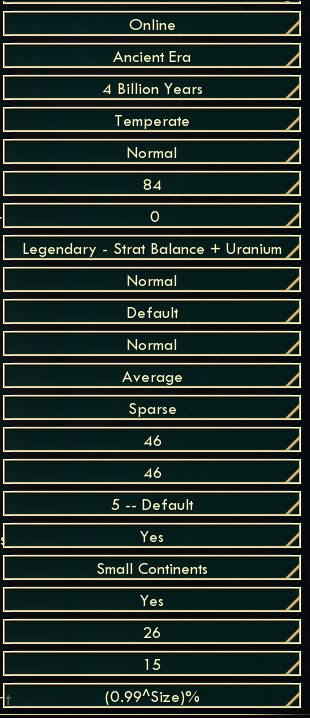 Online
Ancient Era
4 Billion Years
Temperate
Normal
84
0
Legendary - Strat Balance + Uranium
Normal
Default
Normal
Average
Sparse
46
46
5 -- Default
Yes
Small Continents
Yes
26
15
(0.99^Size)%